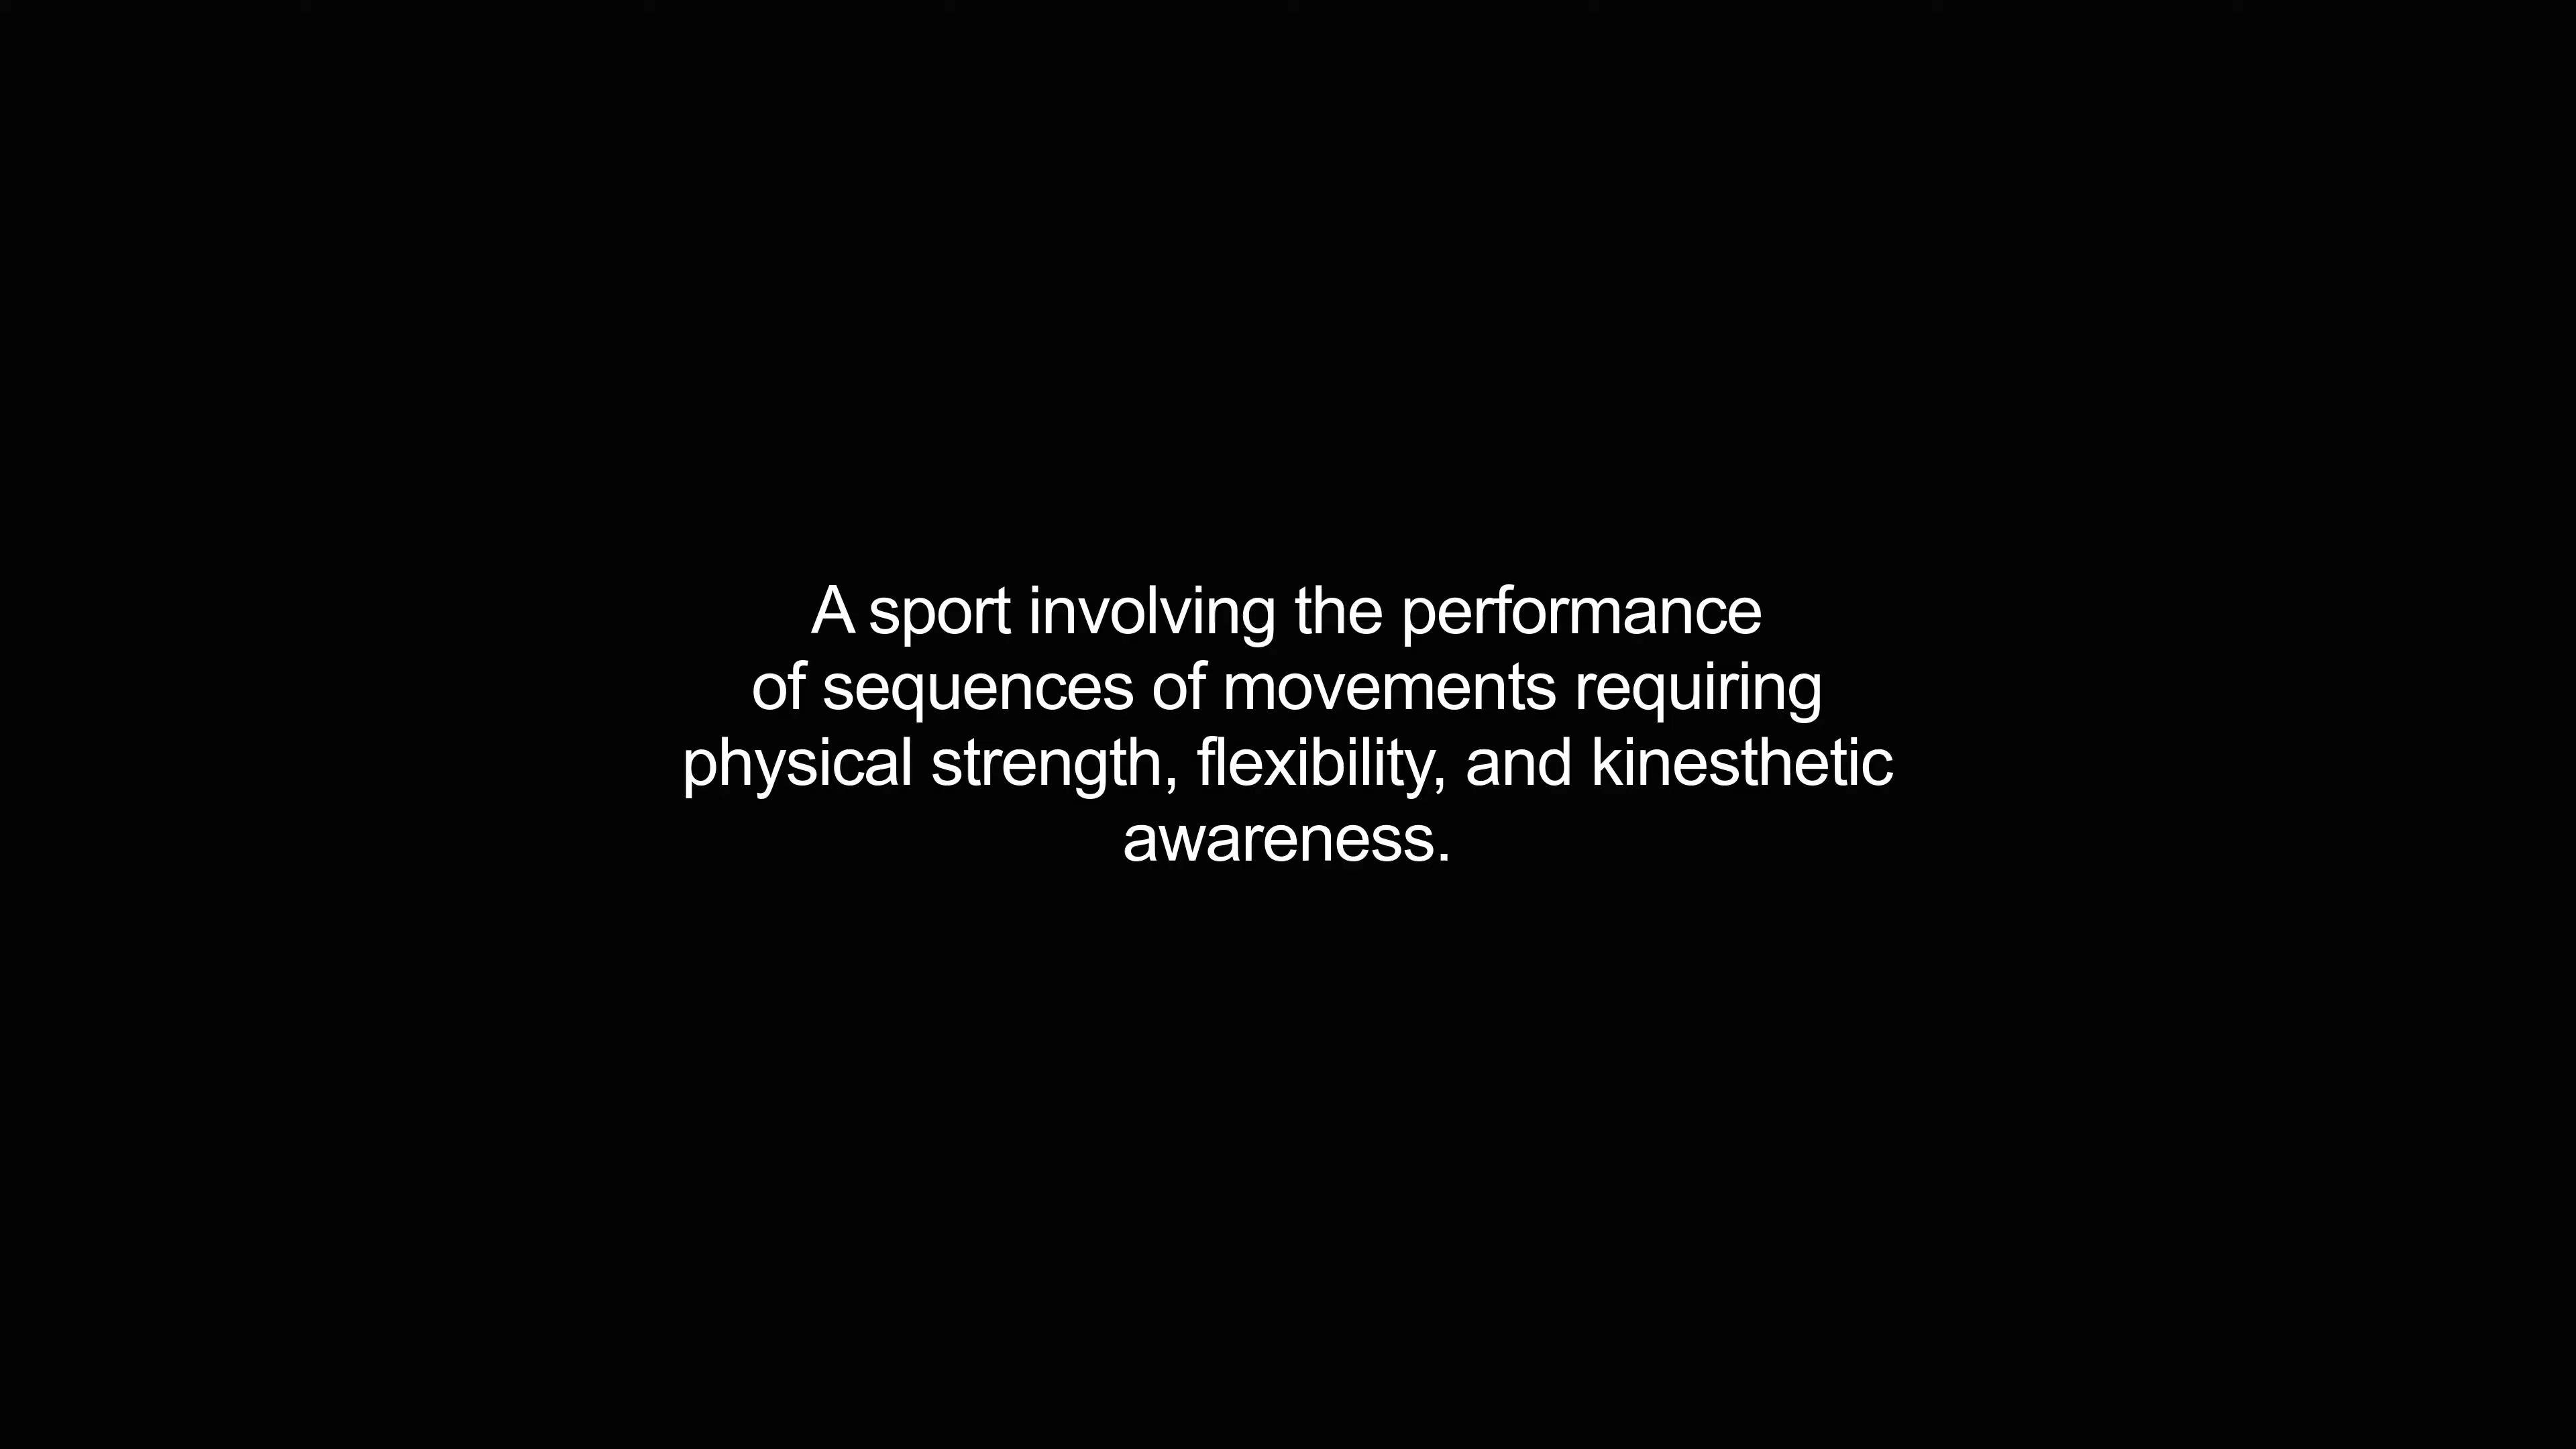 A sport involving the performance
of sequences of movements requiring
physical strength, flexibility, and kinesthetic
awareness.